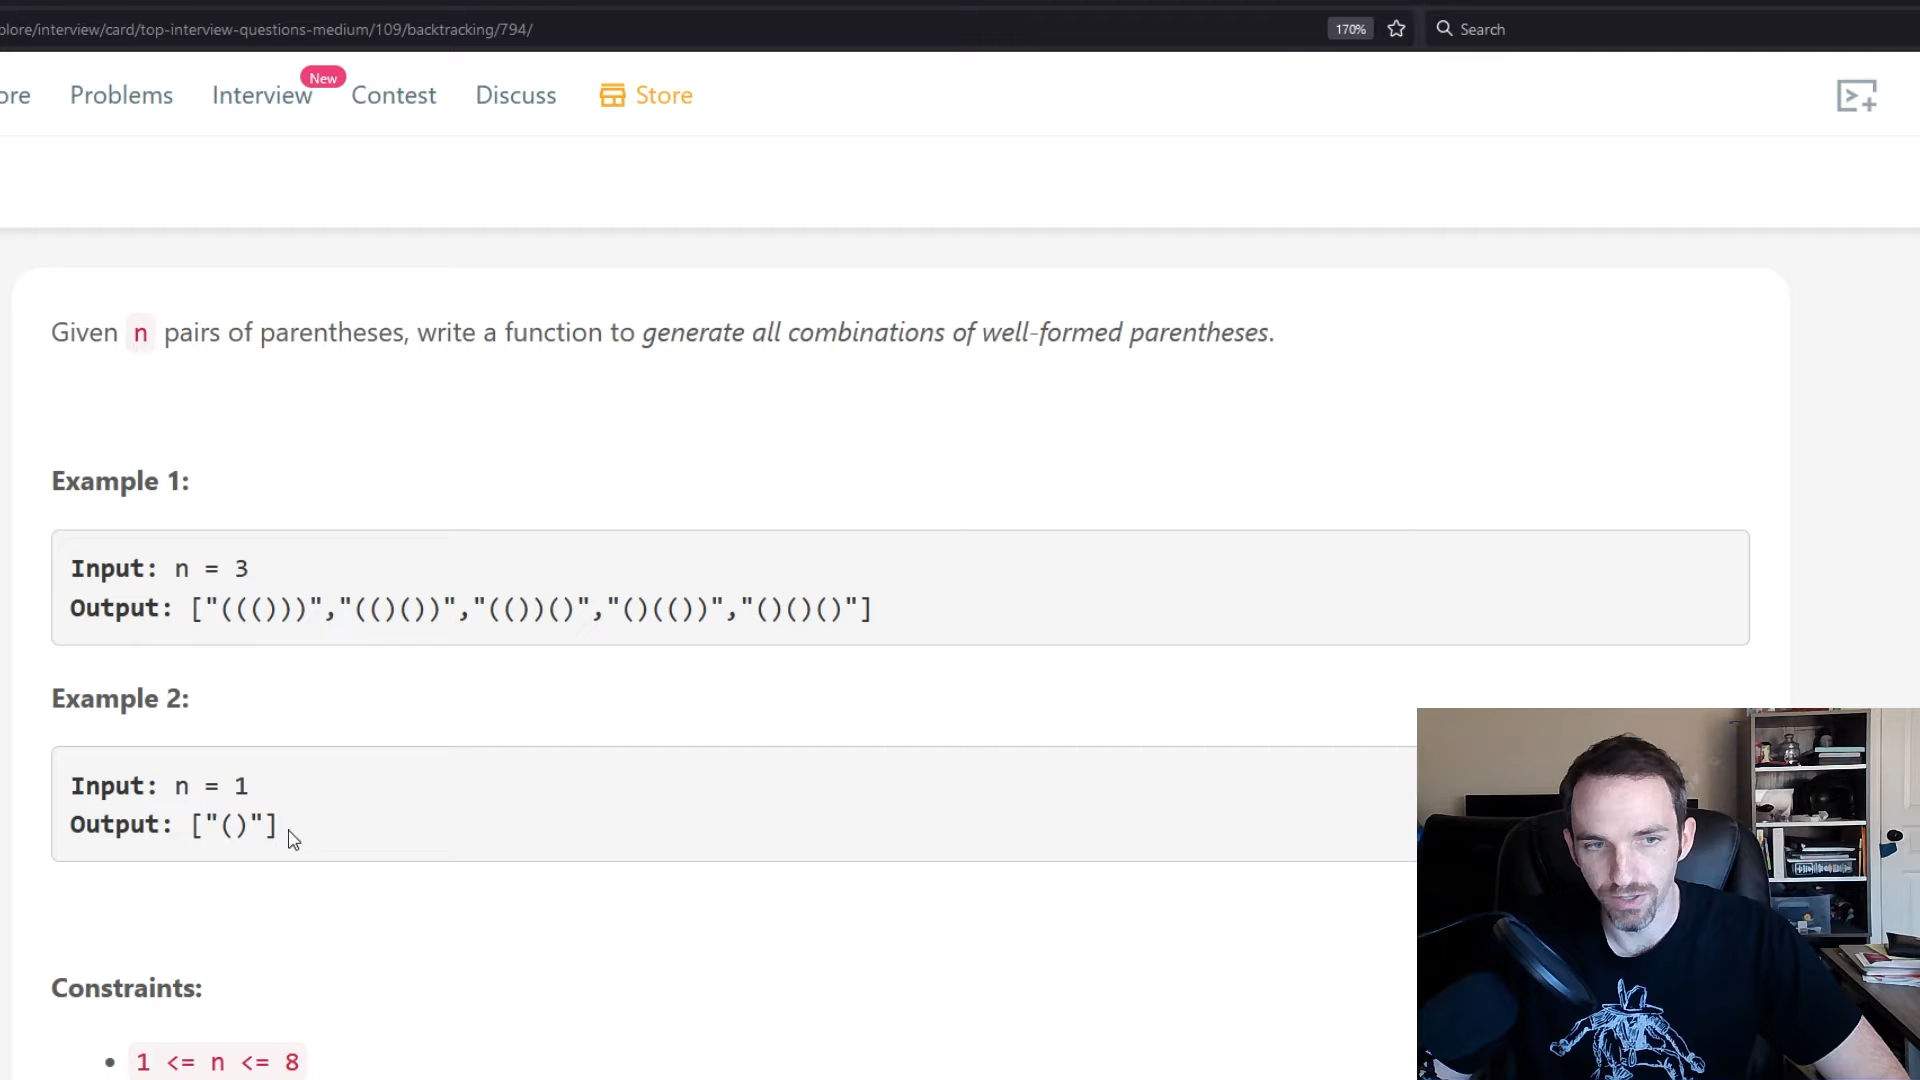 plore/interview/card/top-interview-questions-medium/109/backtracking/794/
170%
Search
ore
Problems
Interview
New
Contest
Discuss
Store
Given n pairs of parentheses, write a function to generate all combinations of well-formed parentheses.
Example 1:
Input: n = 3
Output: ["((()))","(()())","(())()","()(())","()()()"]
Example 2:
Input: n = 1
Output: ["()"]
Constraints:
1 <= n <= 8